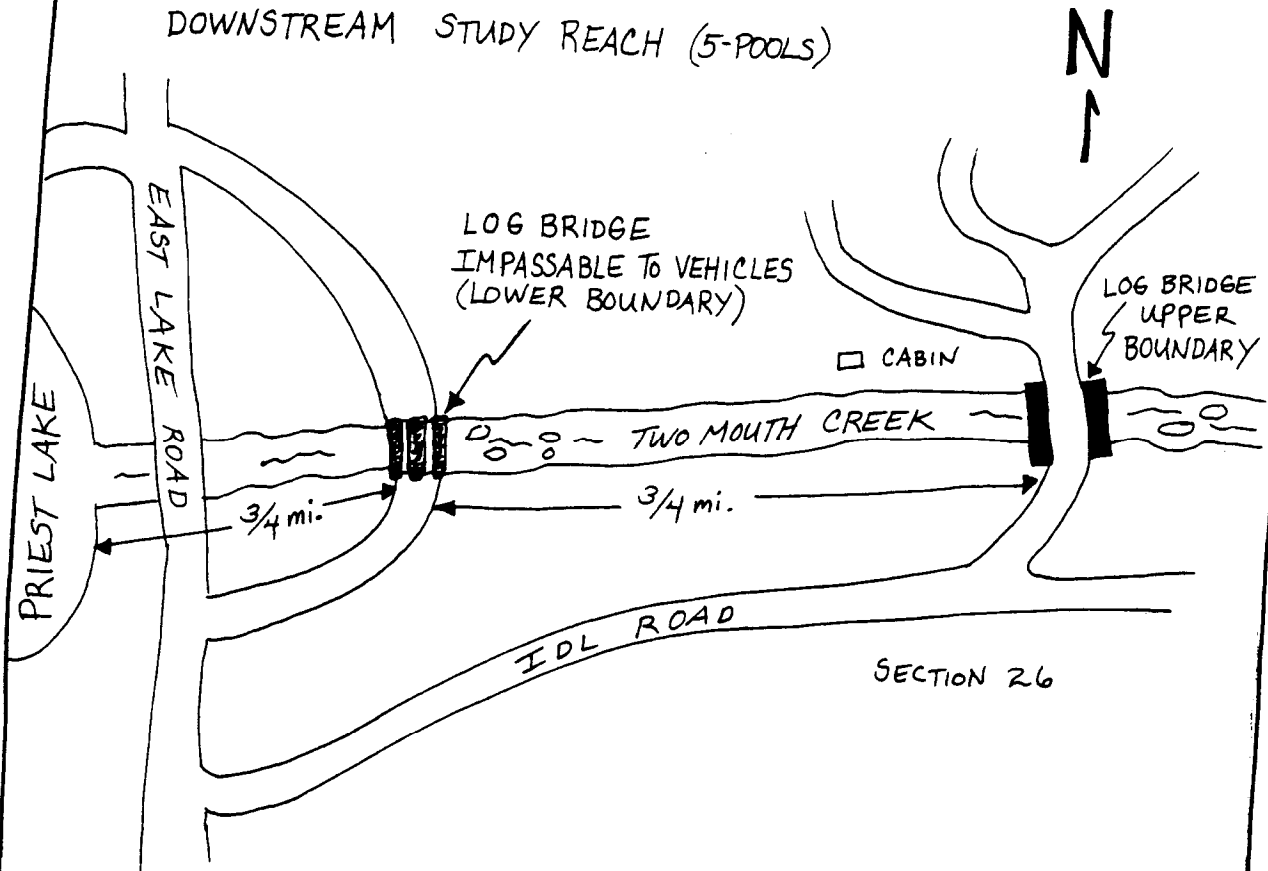 DOWNSTREAM STUDY REACH (5-POOLS)
N
EAST LAKE ROAD
LOG BRIDGE
IMPASSABLE TO VEHICLES
(LOWER BOUNDARY)
LOG BRIDGE
UPPER
BOUNDARY
CABIN
TWO MOUTH CREEK
PRIEST LAKE
3/4 mi.
3/4 mi.
IDL ROAD
SECTION 26